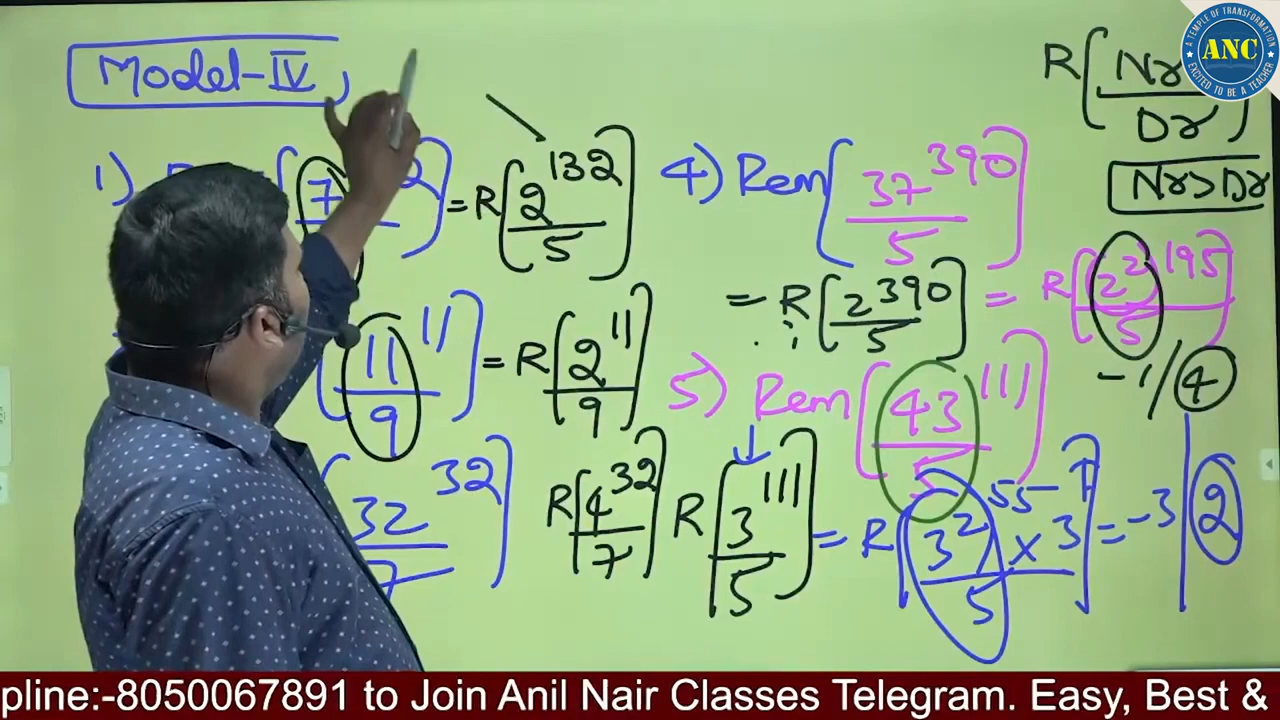 Model-IV
1) R [7 2 = R[2^132/5]
[11^11/9] = R[2^11/9]
[32^32/7] R[4^32/7]
4) Rem[37^390/5]
= R[2^390/5] = R[(2^2)^195/5]
-1/4
5) Rem[43^111/5]
R[3^111/5] = R[(3^2)^55 x 3/5] = -3 | 2
R[Nr/Dr]
Nr>Dr
A TEMPLE OF TRANSFORMATION
ANC
EXCITED TO BE A TEACHER
pline:-8050067891 to Join Anil Nair Classes Telegram. Easy, Best &